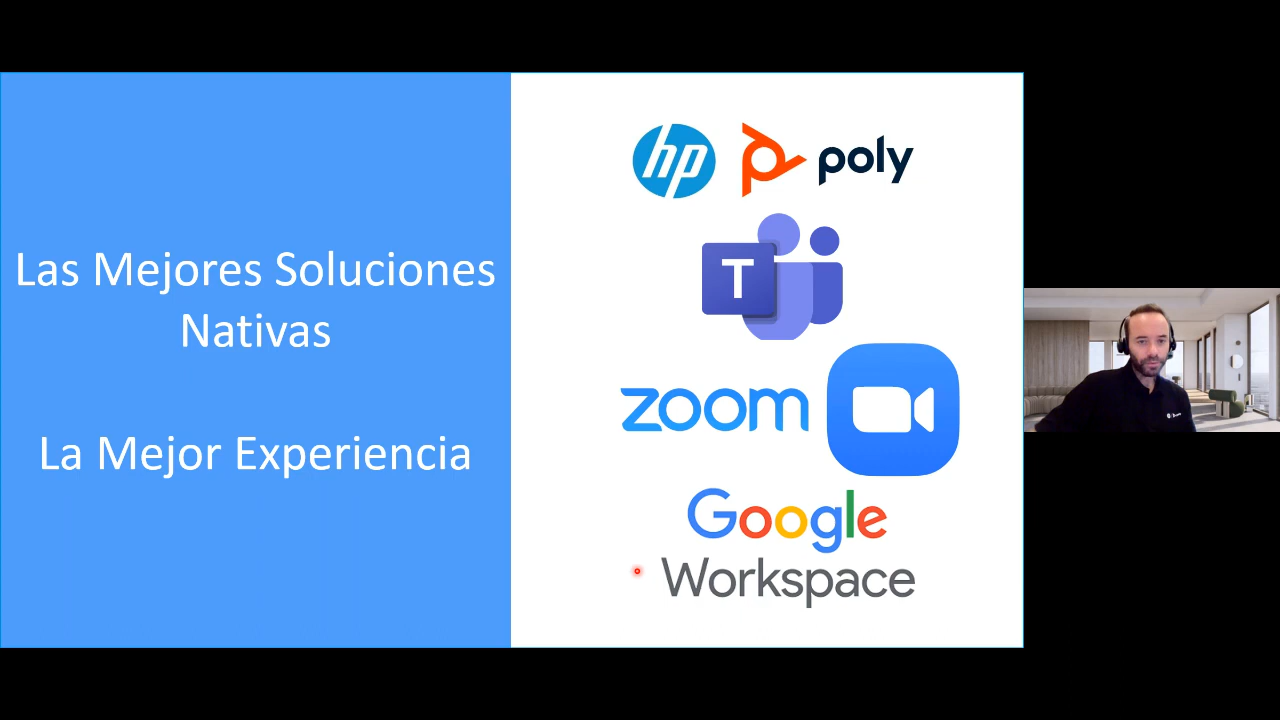 Las Mejores Soluciones
Nativas
La Mejor Experiencia
hp poly
T
zoom
Google
Workspace